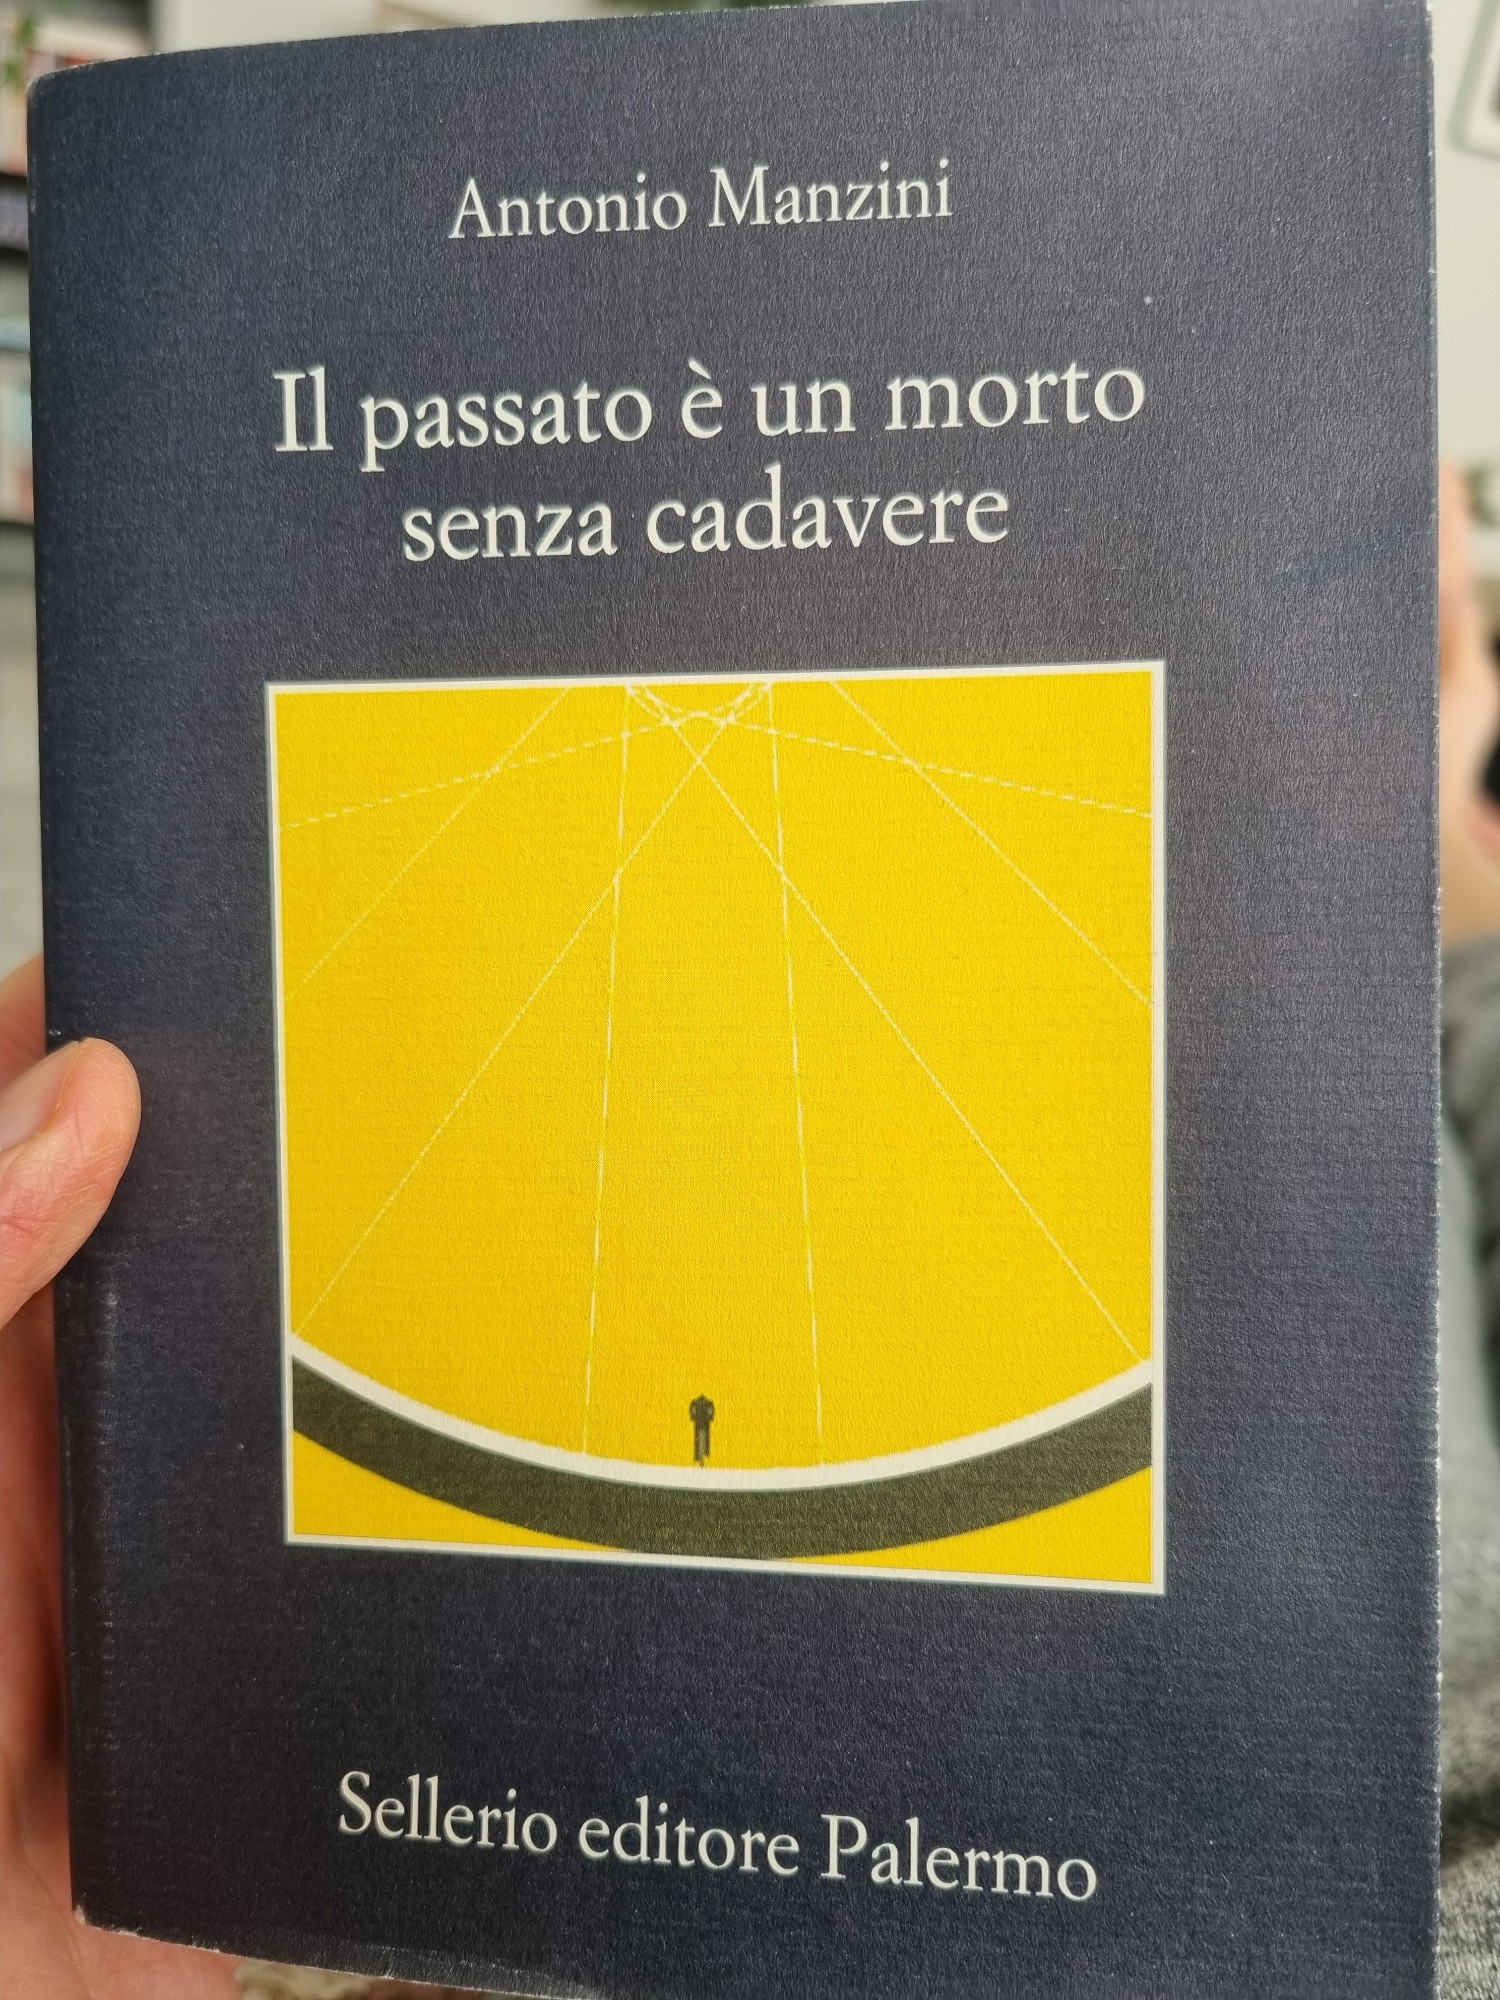 Antonio Manzini
Il passato è un morto
senza cadavere
Sellerio editore Palermo